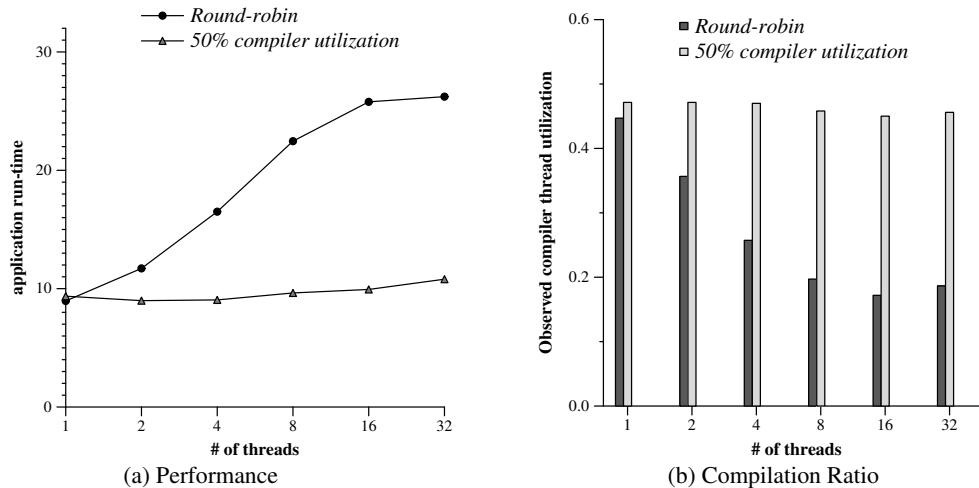 Round-robin
50% compiler utilization
30
20
10
0
application run-time
1 2 4 8 16 32
# of threads
(a) Performance
0.6
Round-robin
50% compiler utilization
0.4
0.2
0.0
Observed compiler thread utilization
1 2 4 8 16 32
# of threads
(b) Compilation Ratio